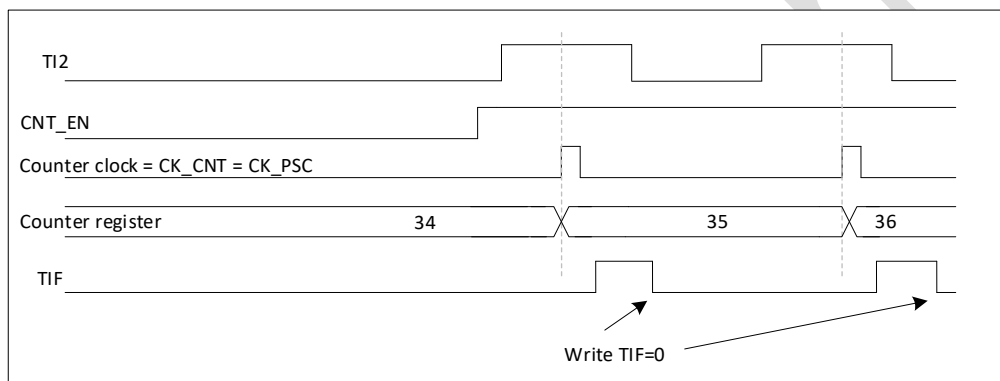 TI2
CNT_EN
Counter clock = CK_CNT = CK_PSC
Counter register 34 35 36
TIF
Write TIF=0